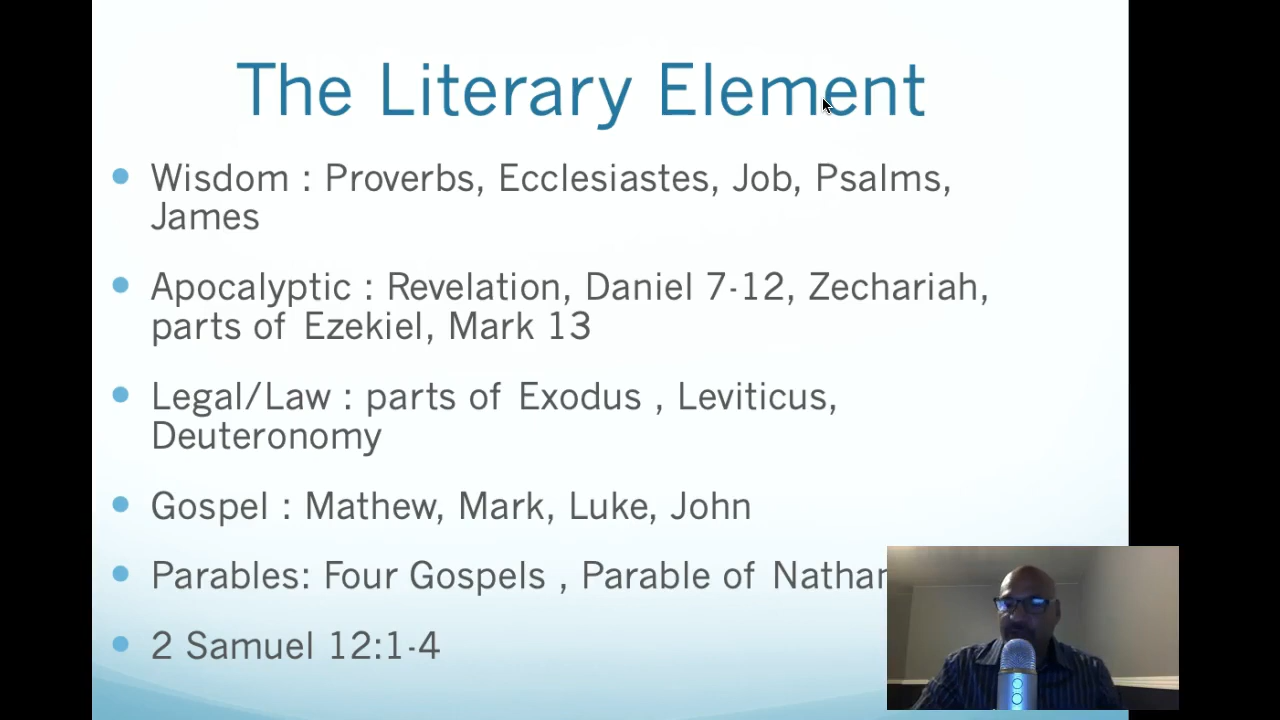 The Literary Element
Wisdom : Proverbs, Ecclesiastes, Job, Psalms,
James
Apocalyptic : Revelation, Daniel 7-12, Zechariah,
parts of Ezekiel, Mark 13
Legal/Law : parts of Exodus , Leviticus,
Deuteronomy
Gospel : Mathew, Mark, Luke, John
Parables: Four Gospels , Parable of Nathan
2 Samuel 12:1-4